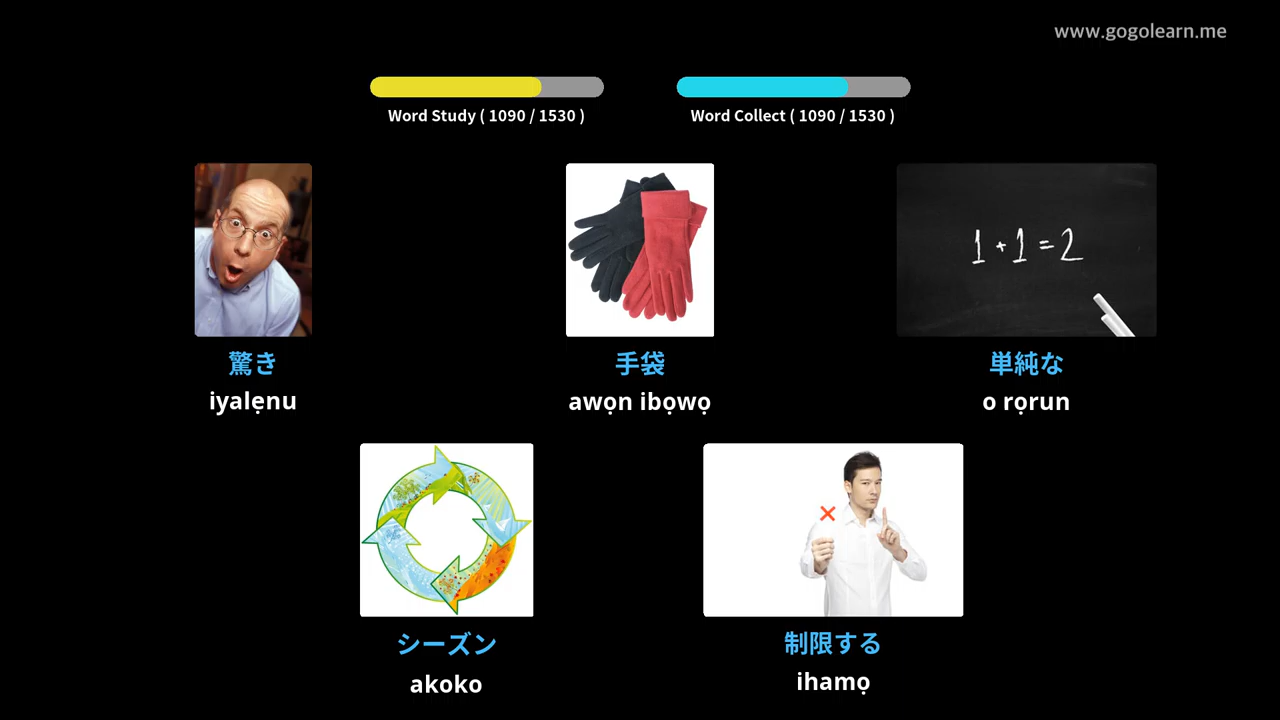 www.gogolearn.me
Word Study ( 1090 / 1530 )
Word Collect ( 1090 / 1530 )
1 + 1 = 2
驚き
手袋
単純な
iyalẹnu
awọn ibọwọ
o rọrun
シーズン
制限する
akoko
ihamọ